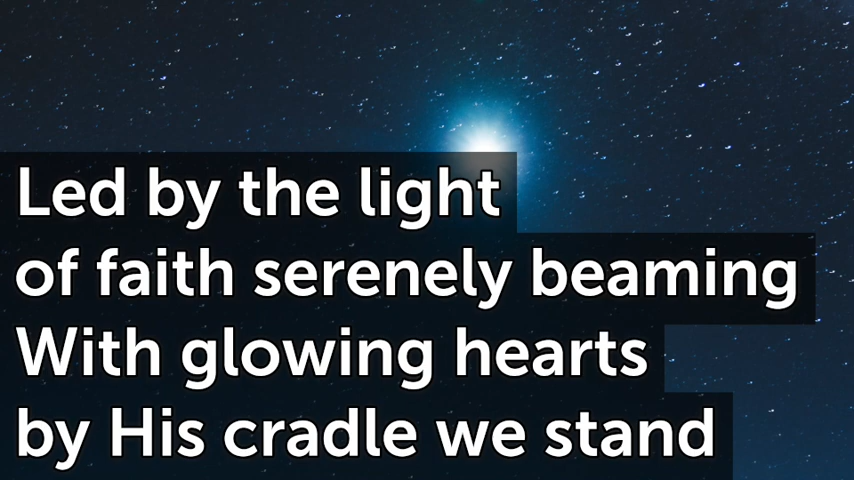 Led by the light
of faith serenely beaming
With glowing hearts
by His cradle we stand